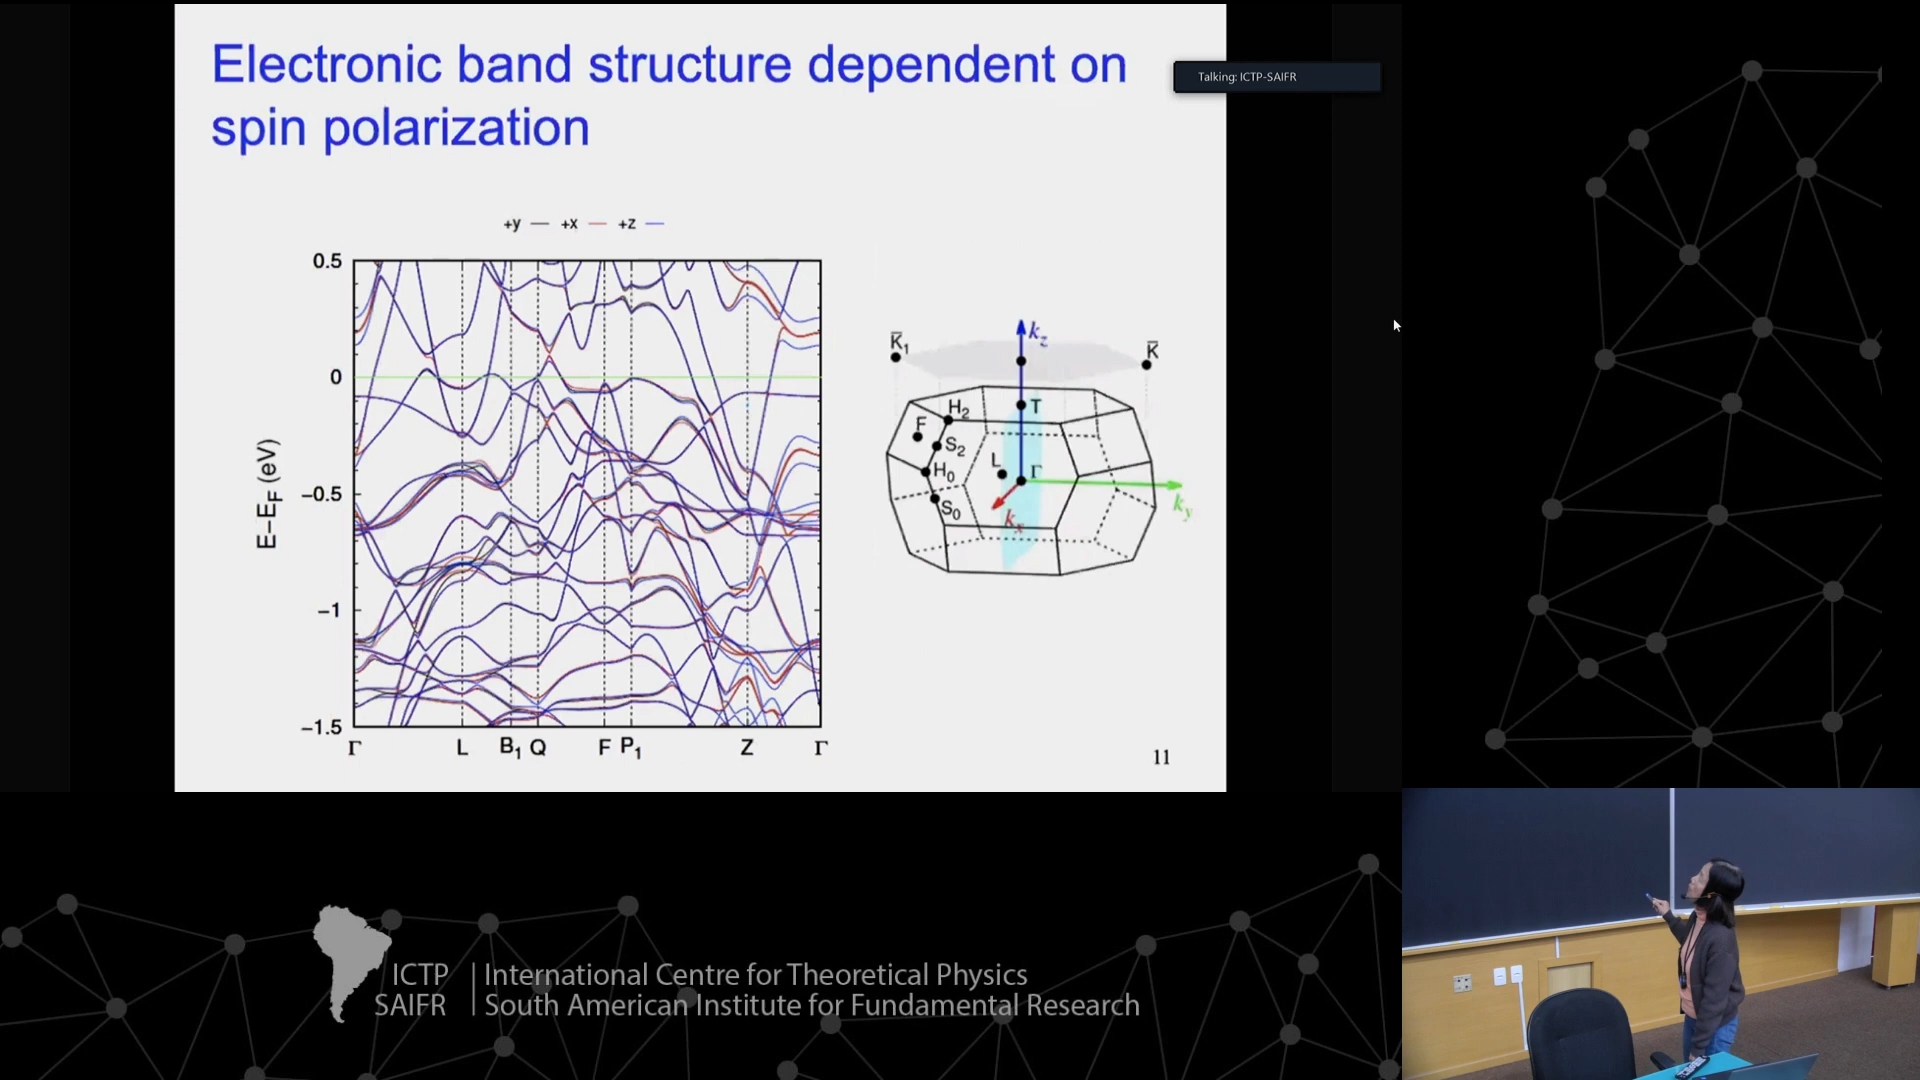 Electronic band structure dependent on
spin polarization
Talking: ICTP-SAIFR
+y +x +z
0.5
0
−0.5
−1
−1.5
E−EF (eV)
Γ L B1 Q F P1 Z Γ
K̅1
kz
K̅
H2
T
F
S2
L
Γ
H0
S0
kx
ky
11
ICTP
SAIFR
International Centre for Theoretical Physics
South American Institute for Fundamental Research